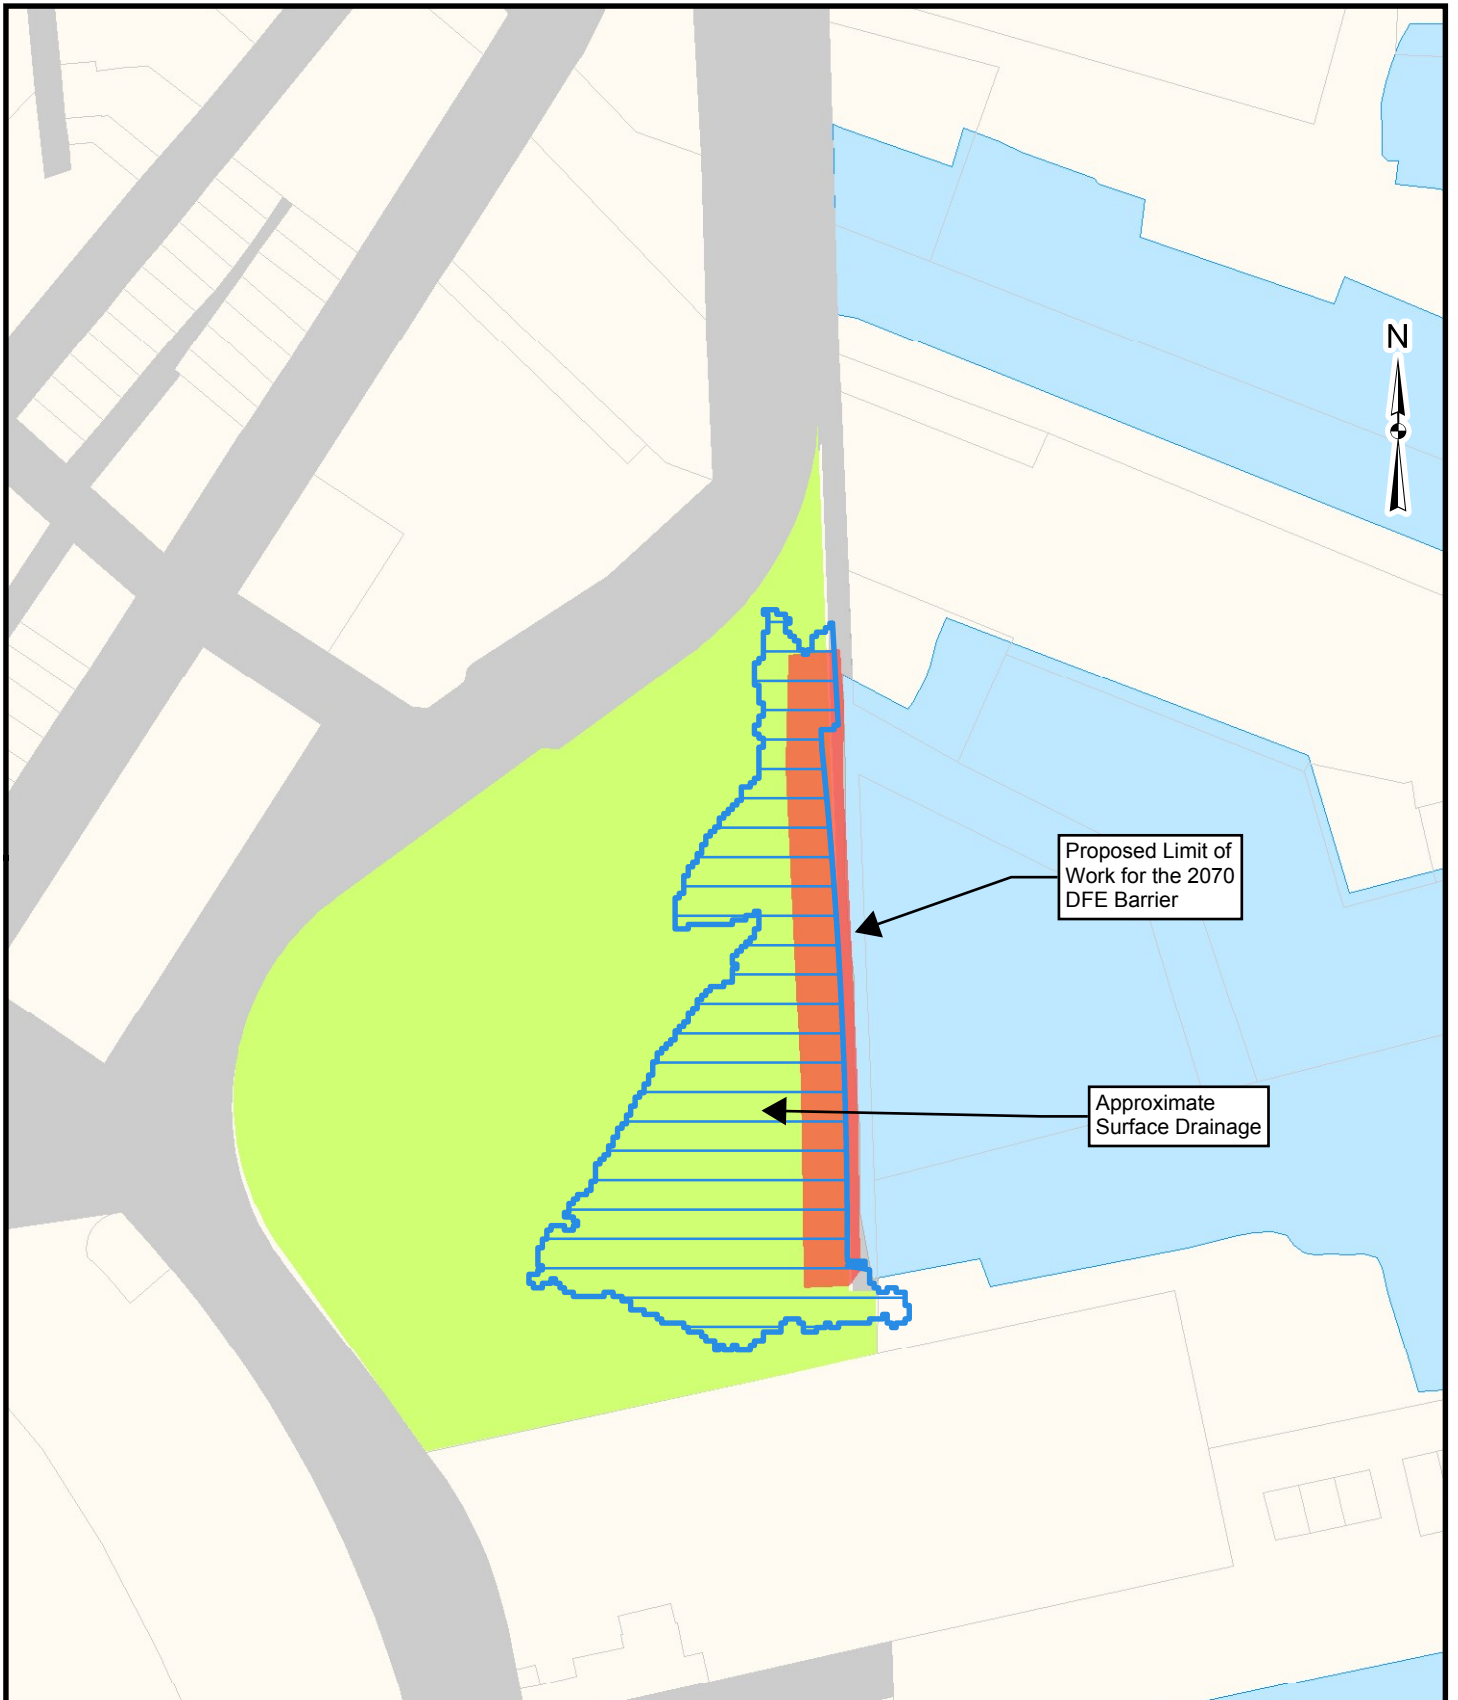 N
Proposed Limit of
Work for the 2070
DFE Barrier
Approximate
Surface Drainage